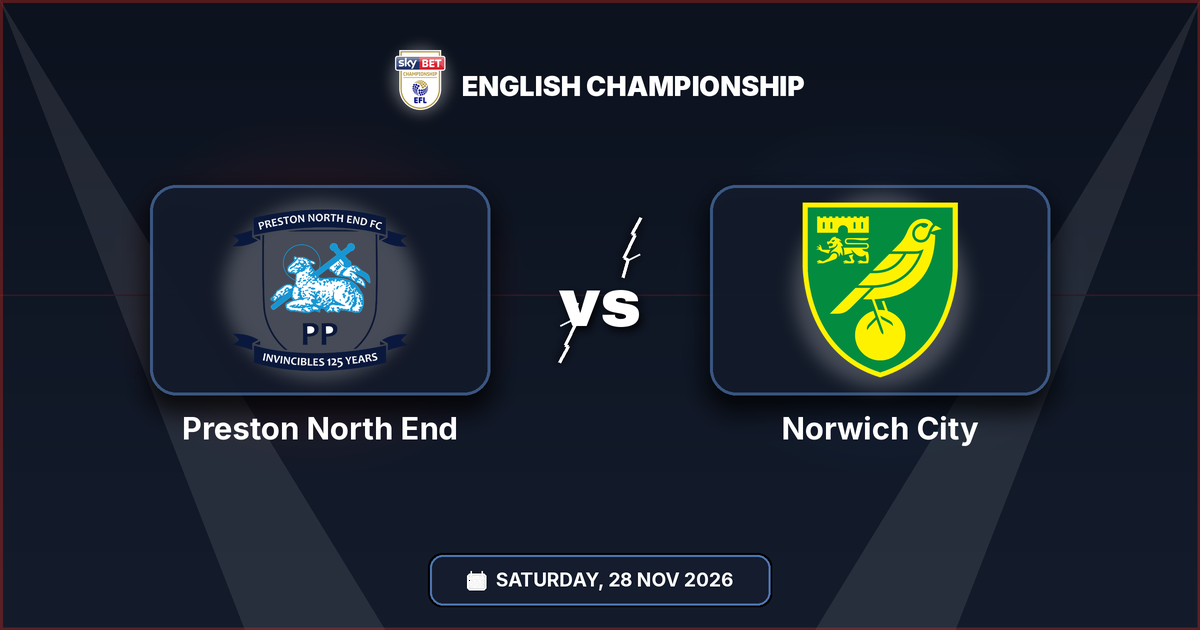 sky BET
CHAMPIONSHIP
EFL
ENGLISH CHAMPIONSHIP
PRESTON NORTH END FC
PP
INVINCIBLES 125 YEARS
vs
Preston North End
Norwich City
SATURDAY, 28 NOV 2026